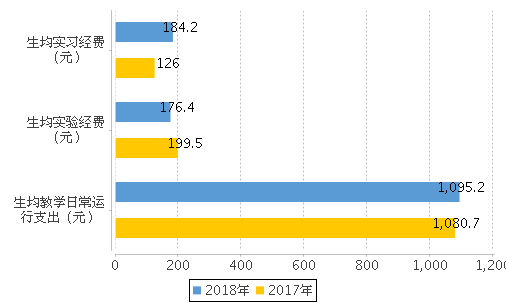 生均实习经费
（元）
184.2
126
生均实验经费
（元）
176.4
199.5
生均教学日常运
行支出（元）
1,095.2
1,080.7
0 200 400 600 800 1,000 1,200
2018年 2017年